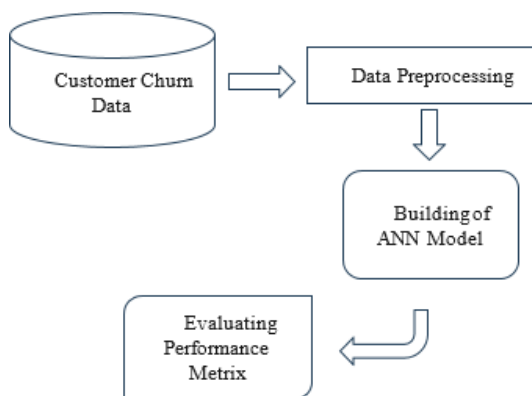 Customer Churn
Data
Data Preprocessing
Building of
ANN Model
Evaluating
Performance
Metrix